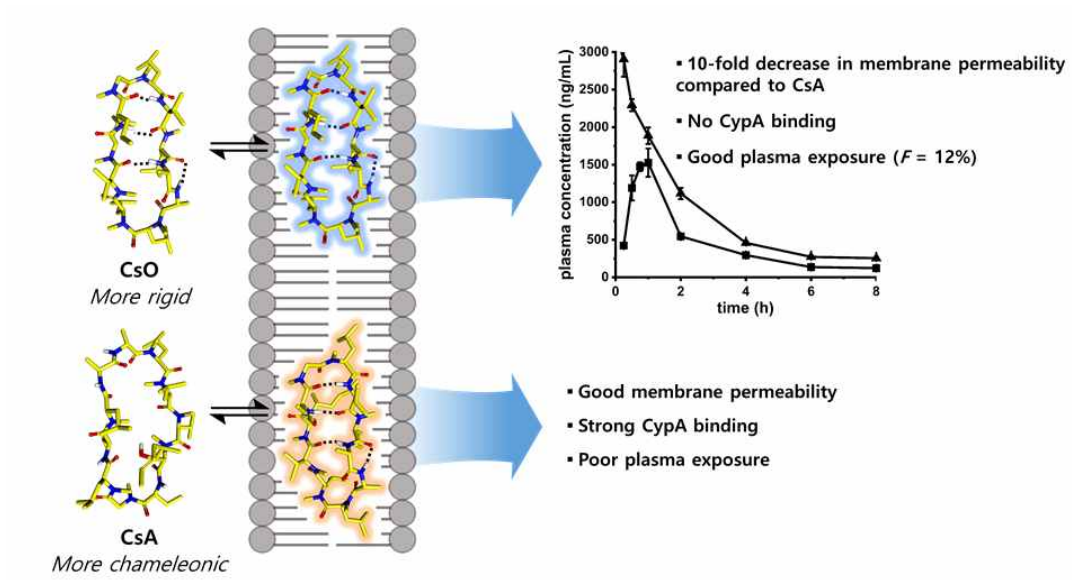 CsO
More rigid
CsA
More chameleonic
plasma concentration (ng/mL)
3000
2500
2000
1500
1000
500
0
0
2
4
6
8
time (h)
▪ 10-fold decrease in membrane permeability
compared to CsA
▪ No CypA binding
▪ Good plasma exposure (F = 12%)
▪ Good membrane permeability
▪ Strong CypA binding
▪ Poor plasma exposure